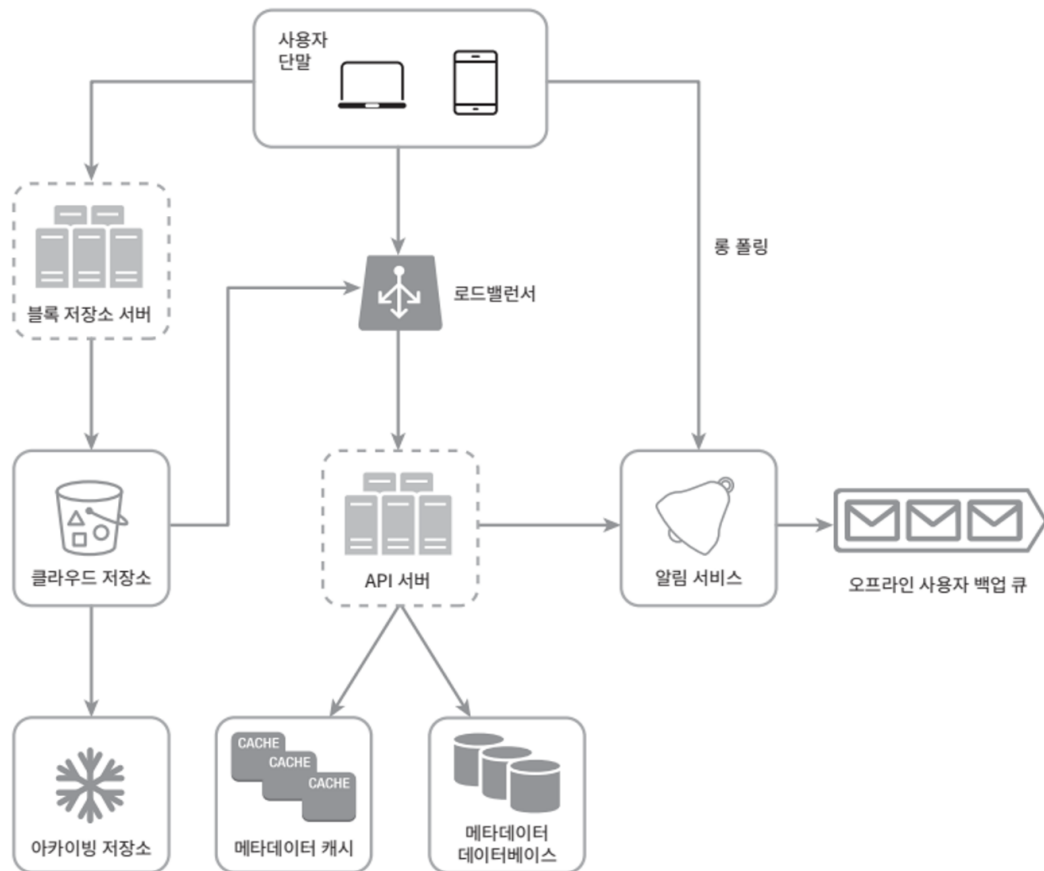 사용자
단말
롱 폴링
블록 저장소 서버
로드밸런서
클라우드 저장소
API 서버
알림 서비스
오프라인 사용자 백업 큐
CACHE
CACHE
CACHE
아카이빙 저장소
메타데이터 캐시
메타데이터
데이터베이스